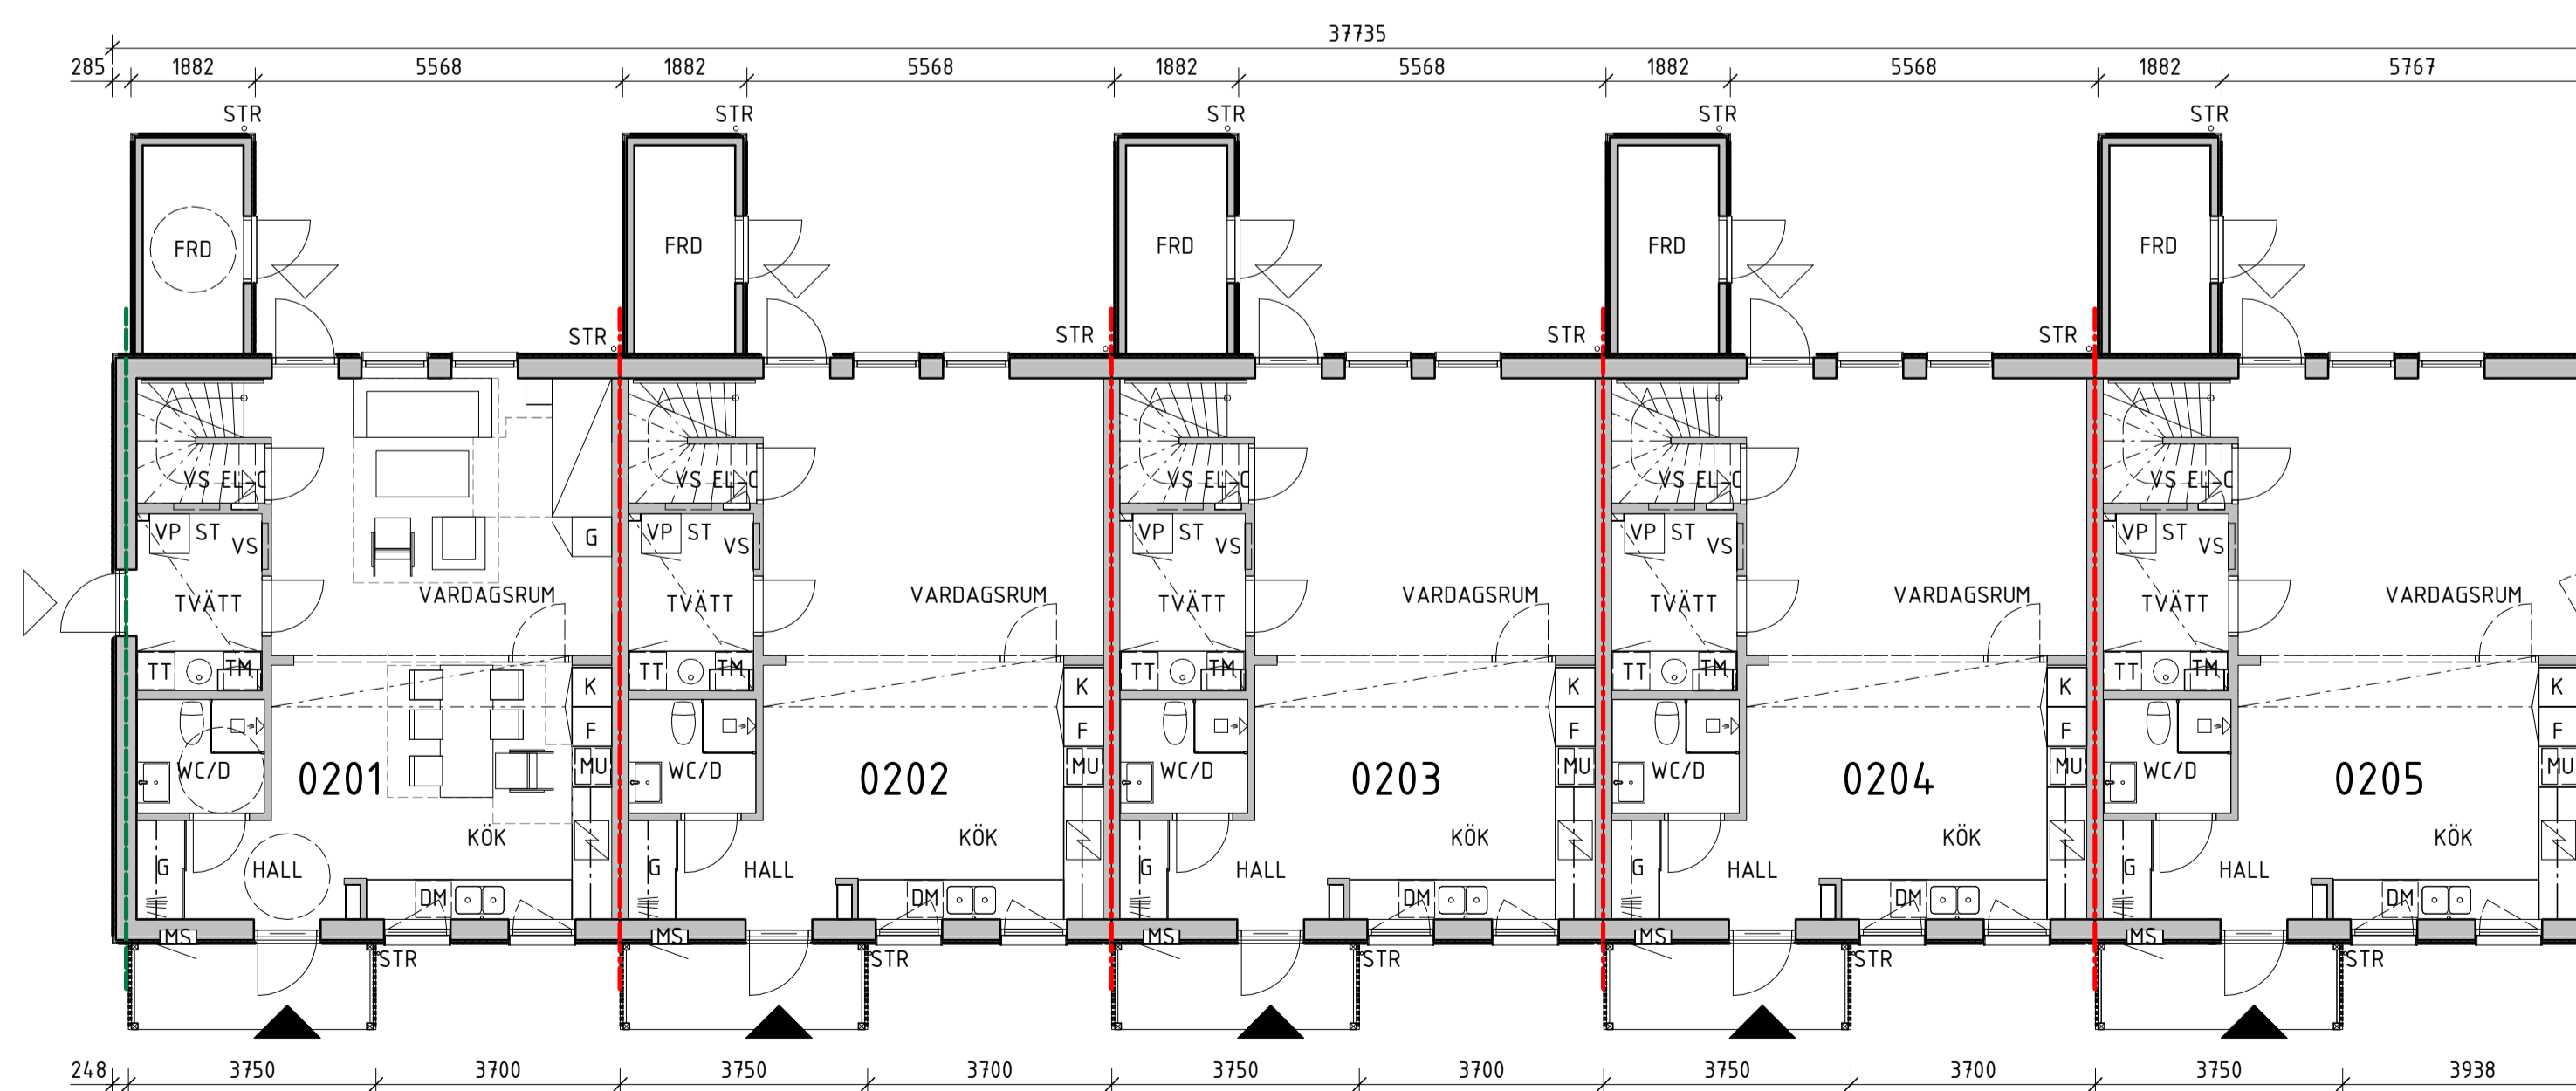 37735
285 1882 5568 1882 5568 1882 5568 1882 5568 1882 5767
STR STR STR STR STR
FRD FRD FRD FRD FRD
STR STR STR STR
VS EL-C VS EL-C VS EL-C VS EL-C VS EL-C
VP ST VS G VP ST VS VP ST VS VP ST VS VP ST VS
VARDAGSRUM VARDAGSRUM VARDAGSRUM VARDAGSRUM VARDAGSRUM
TVÄTT TVÄTT TVÄTT TVÄTT TVÄTT
TT TM TT TM TT TM TT TM TT TM
K K K K K
F F F F F
WC/D 0201 MU WC/D 0202 MU WC/D 0203 MU WC/D 0204 MU WC/D 0205 MU
KÖK KÖK KÖK KÖK KÖK
G HALL G HALL G HALL G HALL G HALL
DM DM DM DM DM
MS MS MS MS MS
STR STR STR STR STR
248 3750 3700 3750 3700 3750 3700 3750 3700 3750 3938